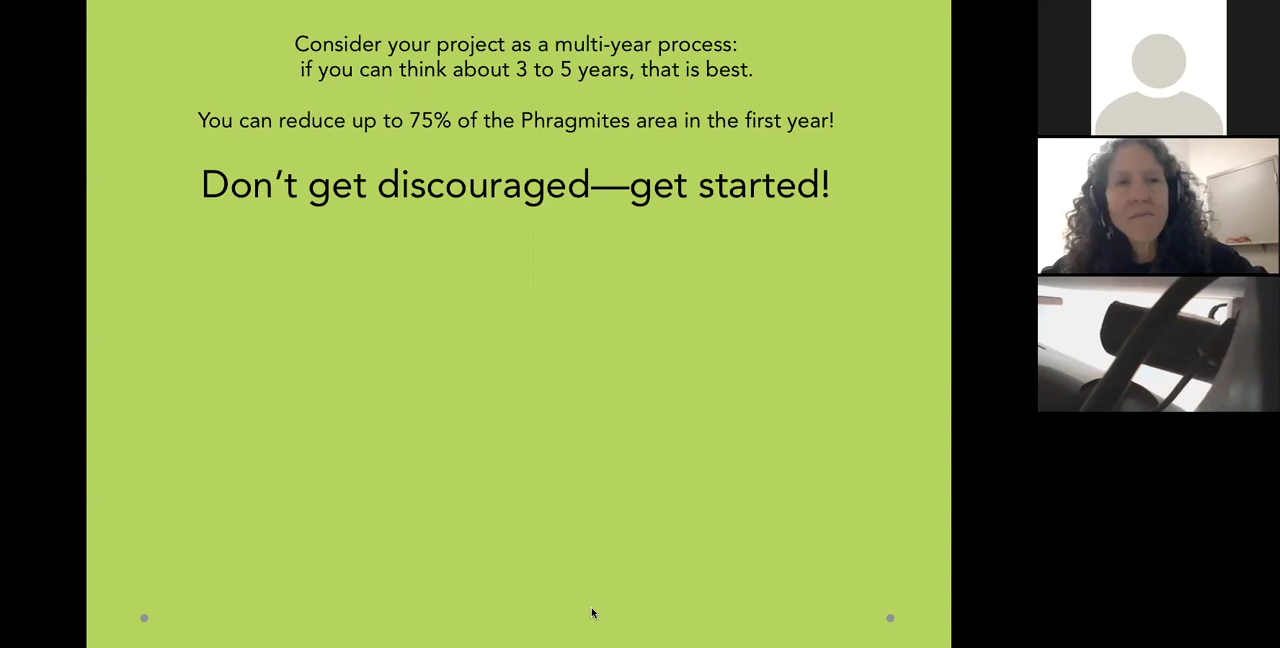 Consider your project as a multi-year process:
if you can think about 3 to 5 years, that is best.
You can reduce up to 75% of the Phragmites area in the first year!
Don’t get discouraged—get started!